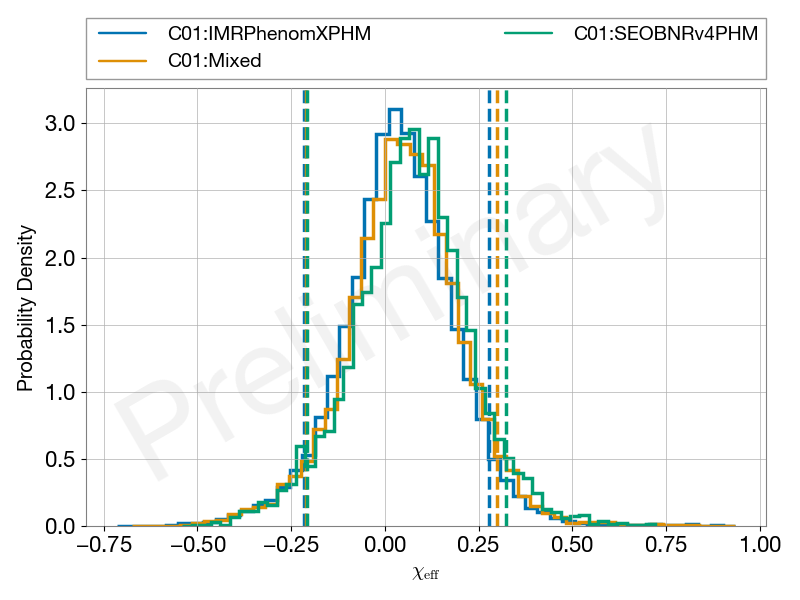 C01:IMRPhenomXPHM C01:SEOBNRv4PHM
C01:Mixed
Preliminary
Probability Density
3.0
2.5
2.0
1.5
1.0
0.5
0.0
−0.75 −0.50 −0.25 0.00 0.25 0.50 0.75 1.00
χeff